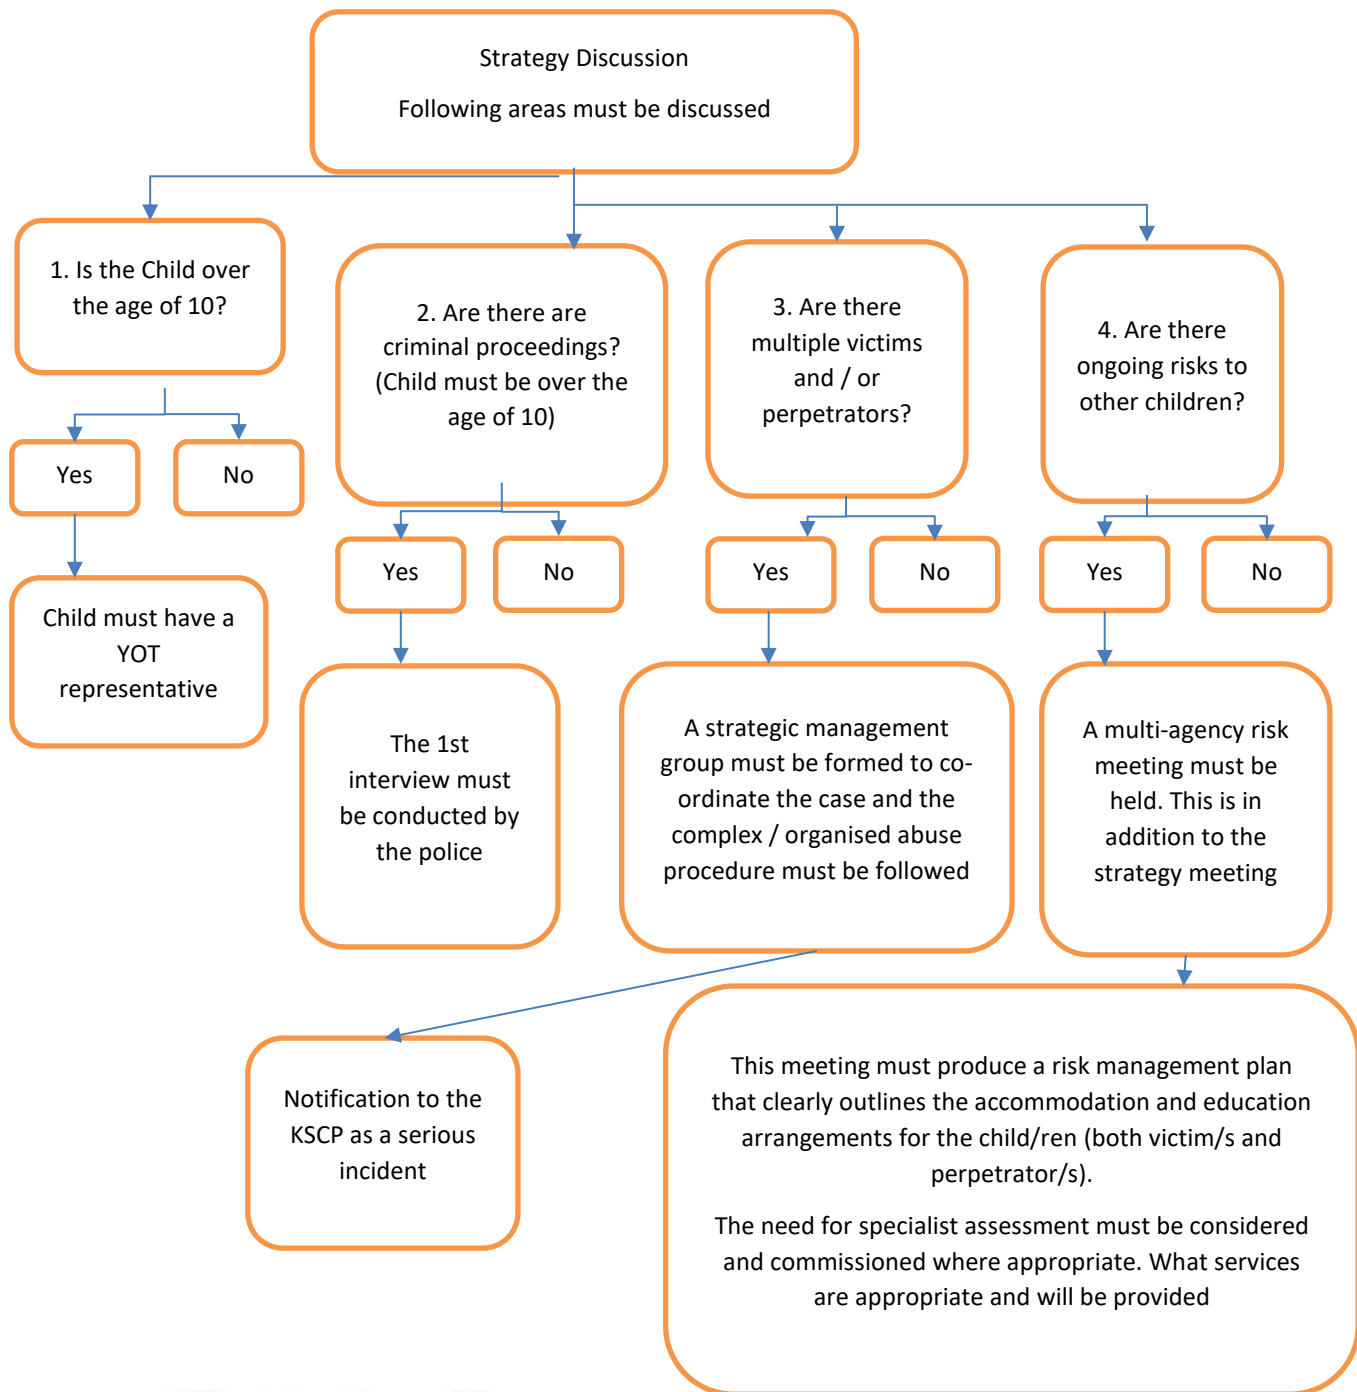 Strategy Discussion
Following areas must be discussed
1. Is the Child over
the age of 10?
Yes
No
Child must have a
YOT
representative
2. Are there are
criminal proceedings?
(Child must be over the
age of 10)
Yes
No
The 1st
interview must
be conducted by
the police
3. Are there
multiple victims
and / or
perpetrators?
Yes
No
A strategic management
group must be formed to co-
ordinate the case and the
complex / organised abuse
procedure must be followed
Notification to the
KSCP as a serious
incident
4. Are there
ongoing risks to
other children?
Yes
No
A multi-agency risk
meeting must be
held. This is in
addition to the
strategy meeting
This meeting must produce a risk management plan
that clearly outlines the accommodation and education
arrangements for the child/ren (both victim/s and
perpetrator/s).
The need for specialist assessment must be considered
and commissioned where appropriate. What services
are appropriate and will be provided